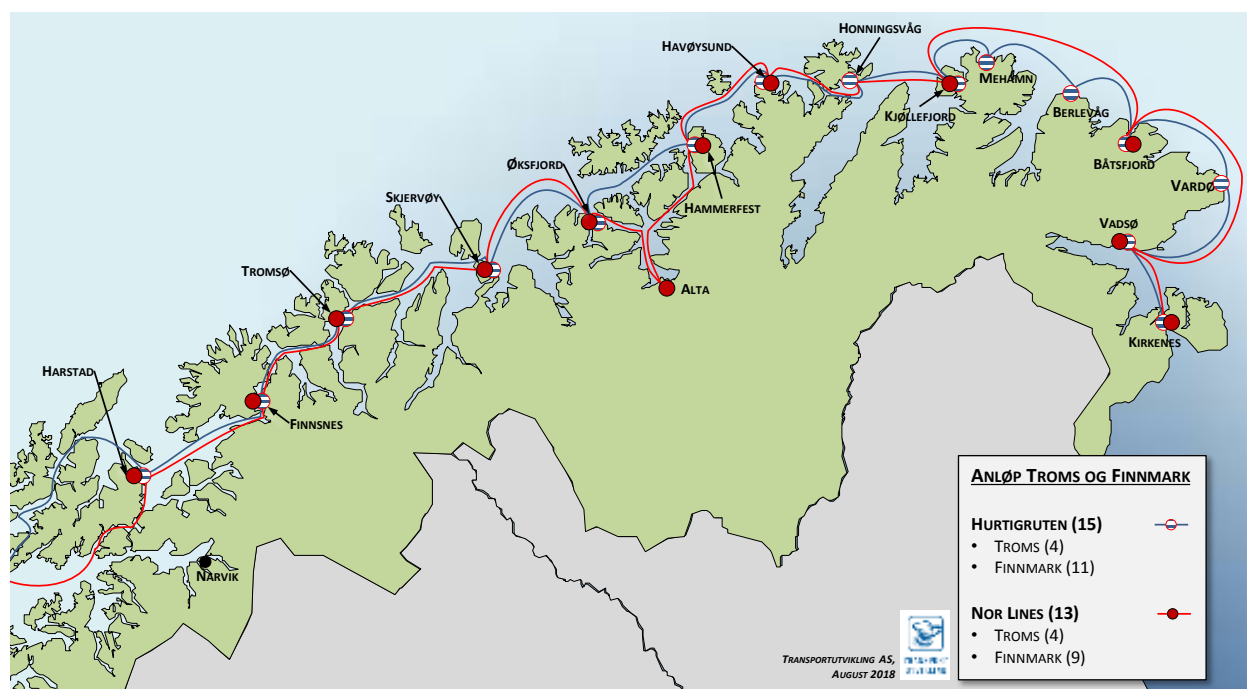 Honningsvåg
Havøysund
Mehamn
Kjøllefjord
Berlevåg
Båtsfjord
Øksfjord
Vardø
Skjervøy
Hammerfest
Vadsø
Tromsø
Alta
Kirkenes
Harstad
Finnsnes
Narvik
Anløp Troms og Finnmark
Hurtigruten (15)
• Troms (4)
• Finnmark (11)
Nor Lines (13)
• Troms (4)
• Finnmark (9)
Transportutvikling AS,
August 2018